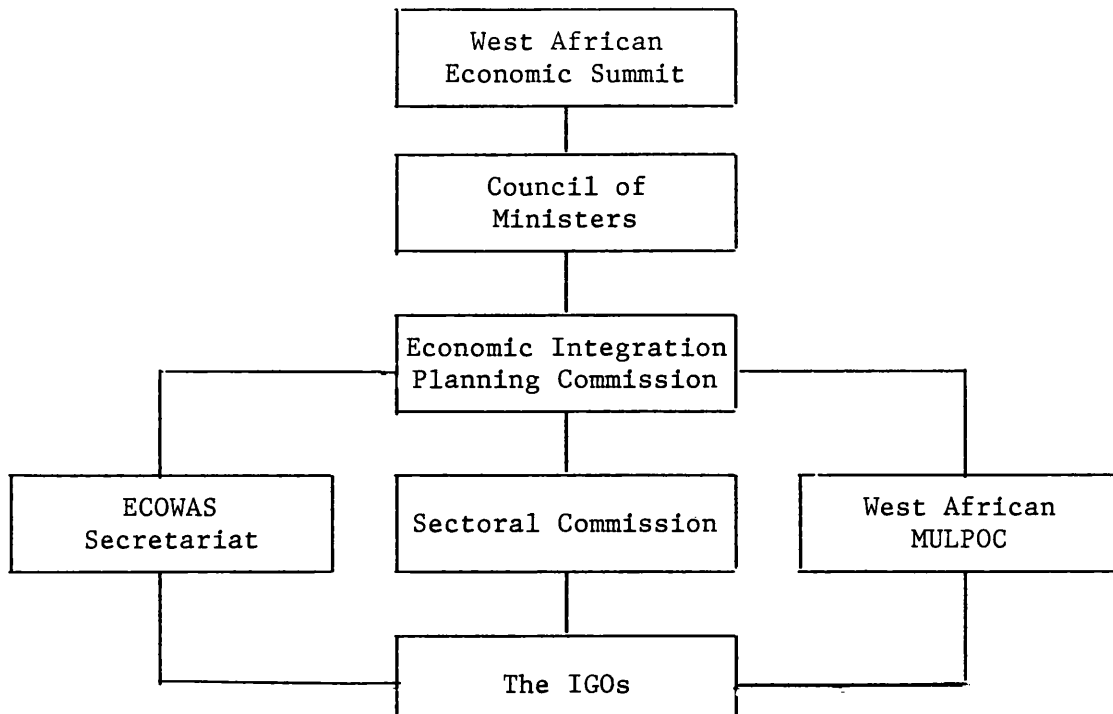 West African
Economic Summit
Council of
Ministers
Economic Integration
Planning Commission
ECOWAS
Secretariat
Sectoral Commission
West African
MULPOC
The IGOs